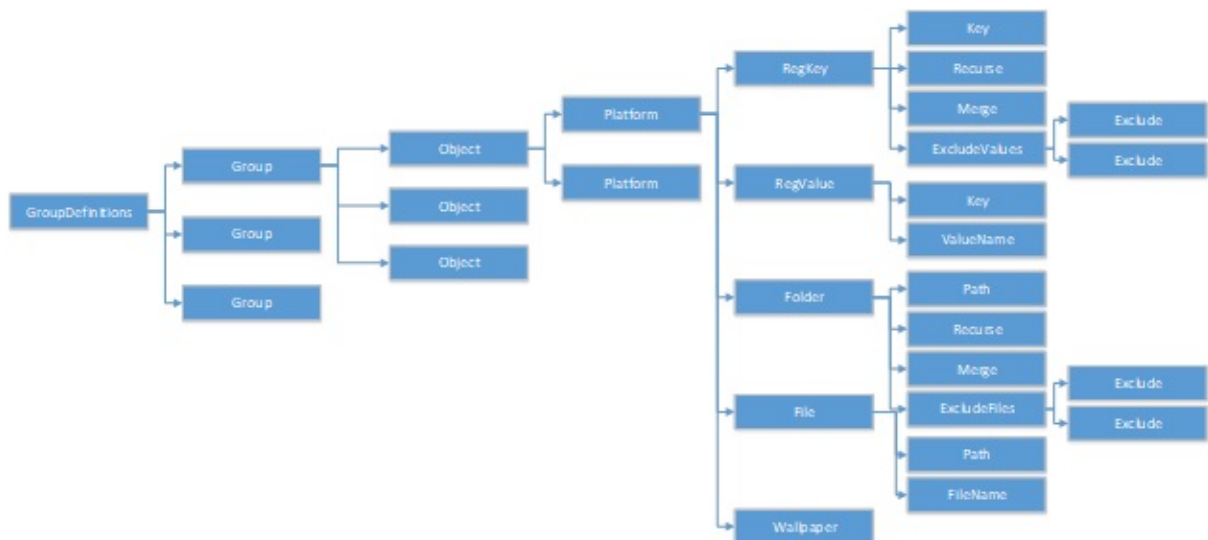 Key
RegKey
Recurse
Merge
Platform
Exclude
Object
ExcludeValues
Group
Exclude
Platform
RegValue
Key
GroupDefinitions
Object
Group
ValueName
Object
Path
Group
Folder
Recurse
Merge
Exclude
File
ExcludeFiles
Exclude
Path
FileName
Wallpaper